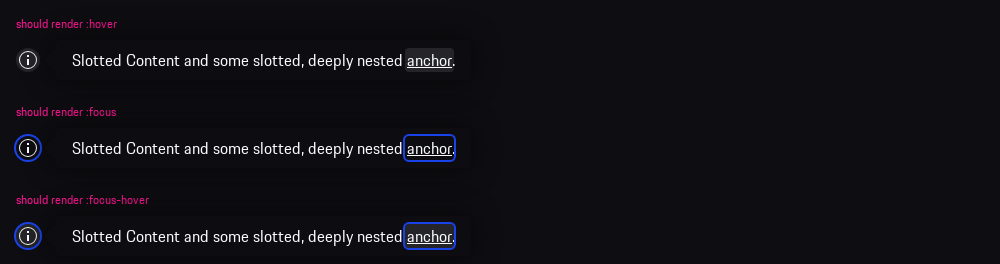 should render :hover
Slotted Content and some slotted, deeply nested anchor.
should render :focus
Slotted Content and some slotted, deeply nested anchor.
should render :focus-hover
Slotted Content and some slotted, deeply nested anchor.